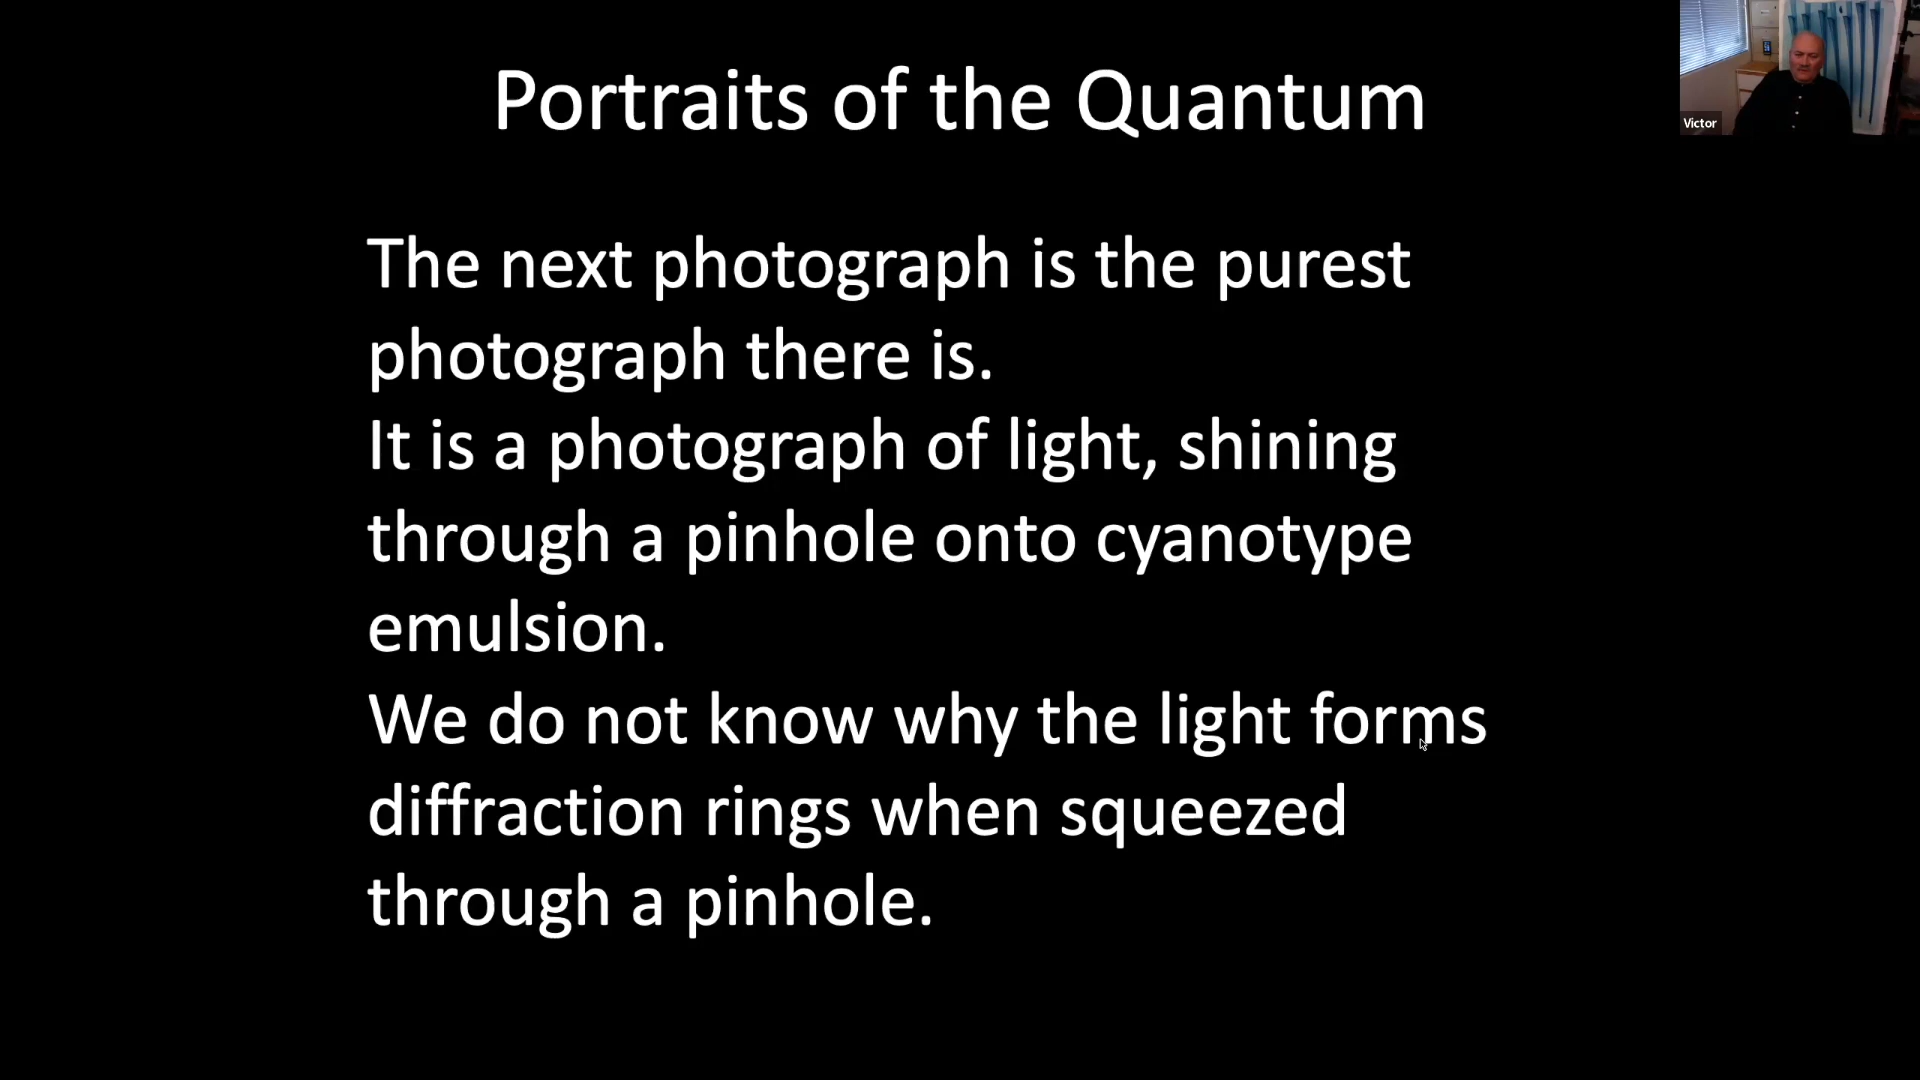 Portraits of the Quantum
Victor
The next photograph is the purest
photograph there is.
It is a photograph of light, shining
through a pinhole onto cyanotype
emulsion.
We do not know why the light forms
diffraction rings when squeezed
through a pinhole.